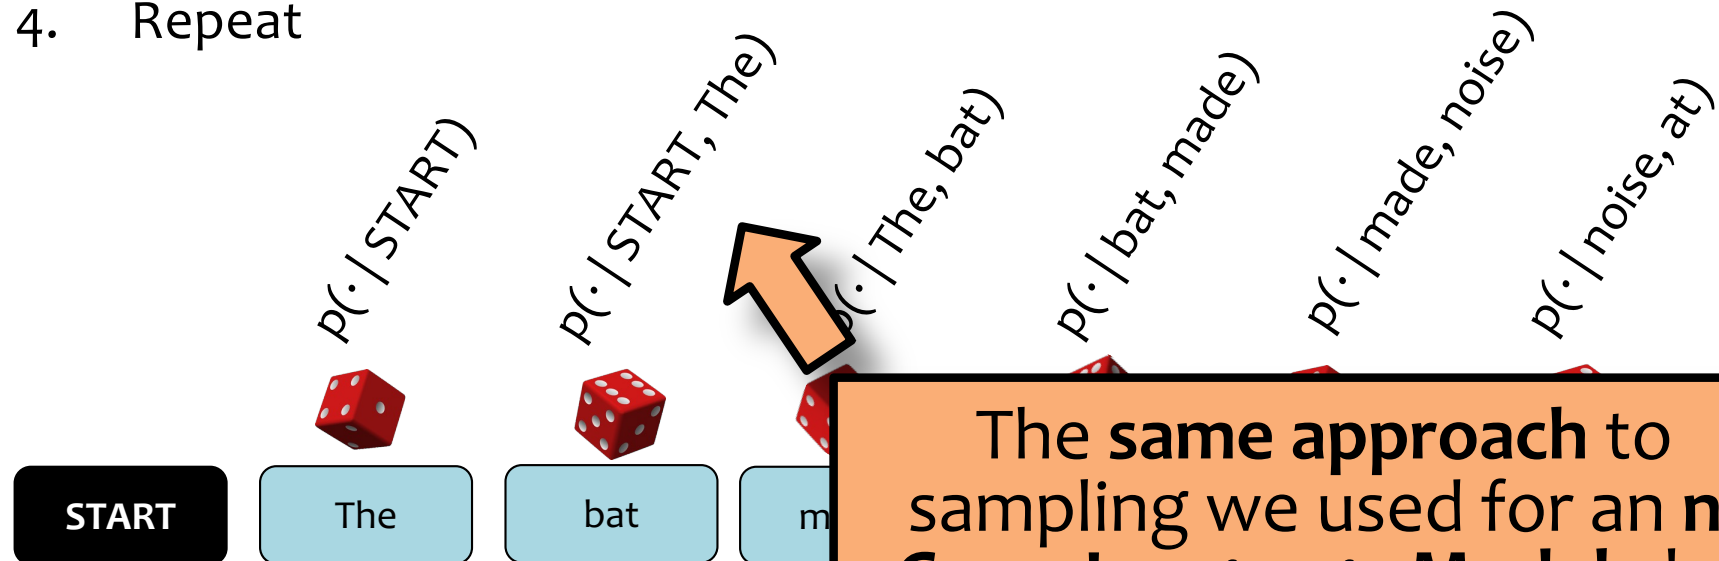 4. Repeat
p(· | START)
p(· | START, The)
p(· | The, bat)
p(· | bat, made)
p(· | made, noise)
p(· | noise, at)
START
The
bat
m
The same approach to
sampling we used for an n